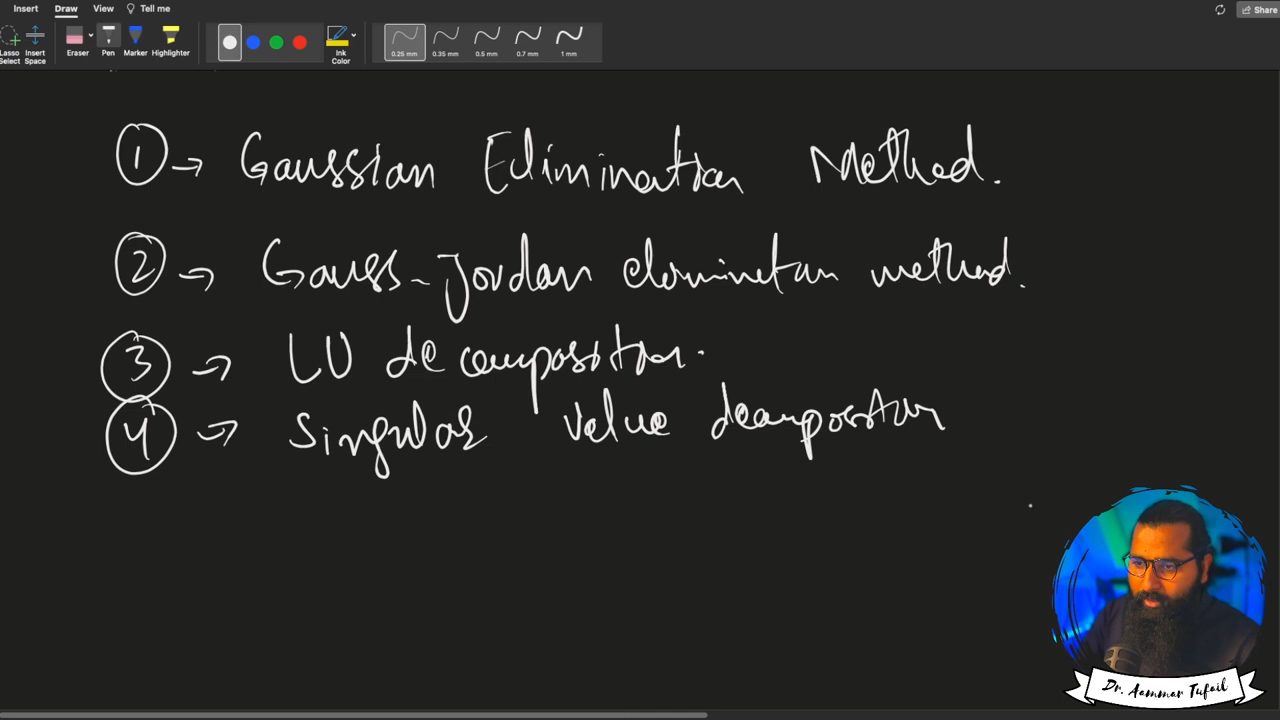 Insert Draw View Tell me
Share
Lasso Select
Insert Space
Eraser
Pen
Marker
Highlighter
Ink Color
0.25 mm 0.35 mm 0.5 mm 0.7 mm 1 mm
① → Gaussian Elimination Method.
② → Gauss-Jordan elimination method.
③ → LU decomposition.
④ → Singular value decomposition
Dr. Aammar Tufail